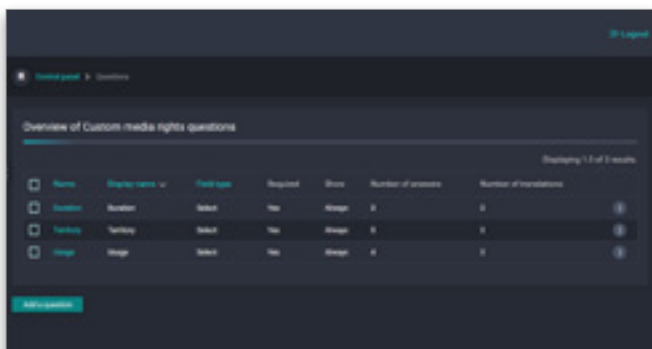 Logout
Control panel > Questions
Overview of Custom media rights questions
Displaying 1-3 of 3 results.
Name Display name Field type Required Show Number of answers Number of translations
Duration Duration Select Yes Always
Territory Territory Select Yes Always
Usage Usage Select Yes Always 4
Add a question